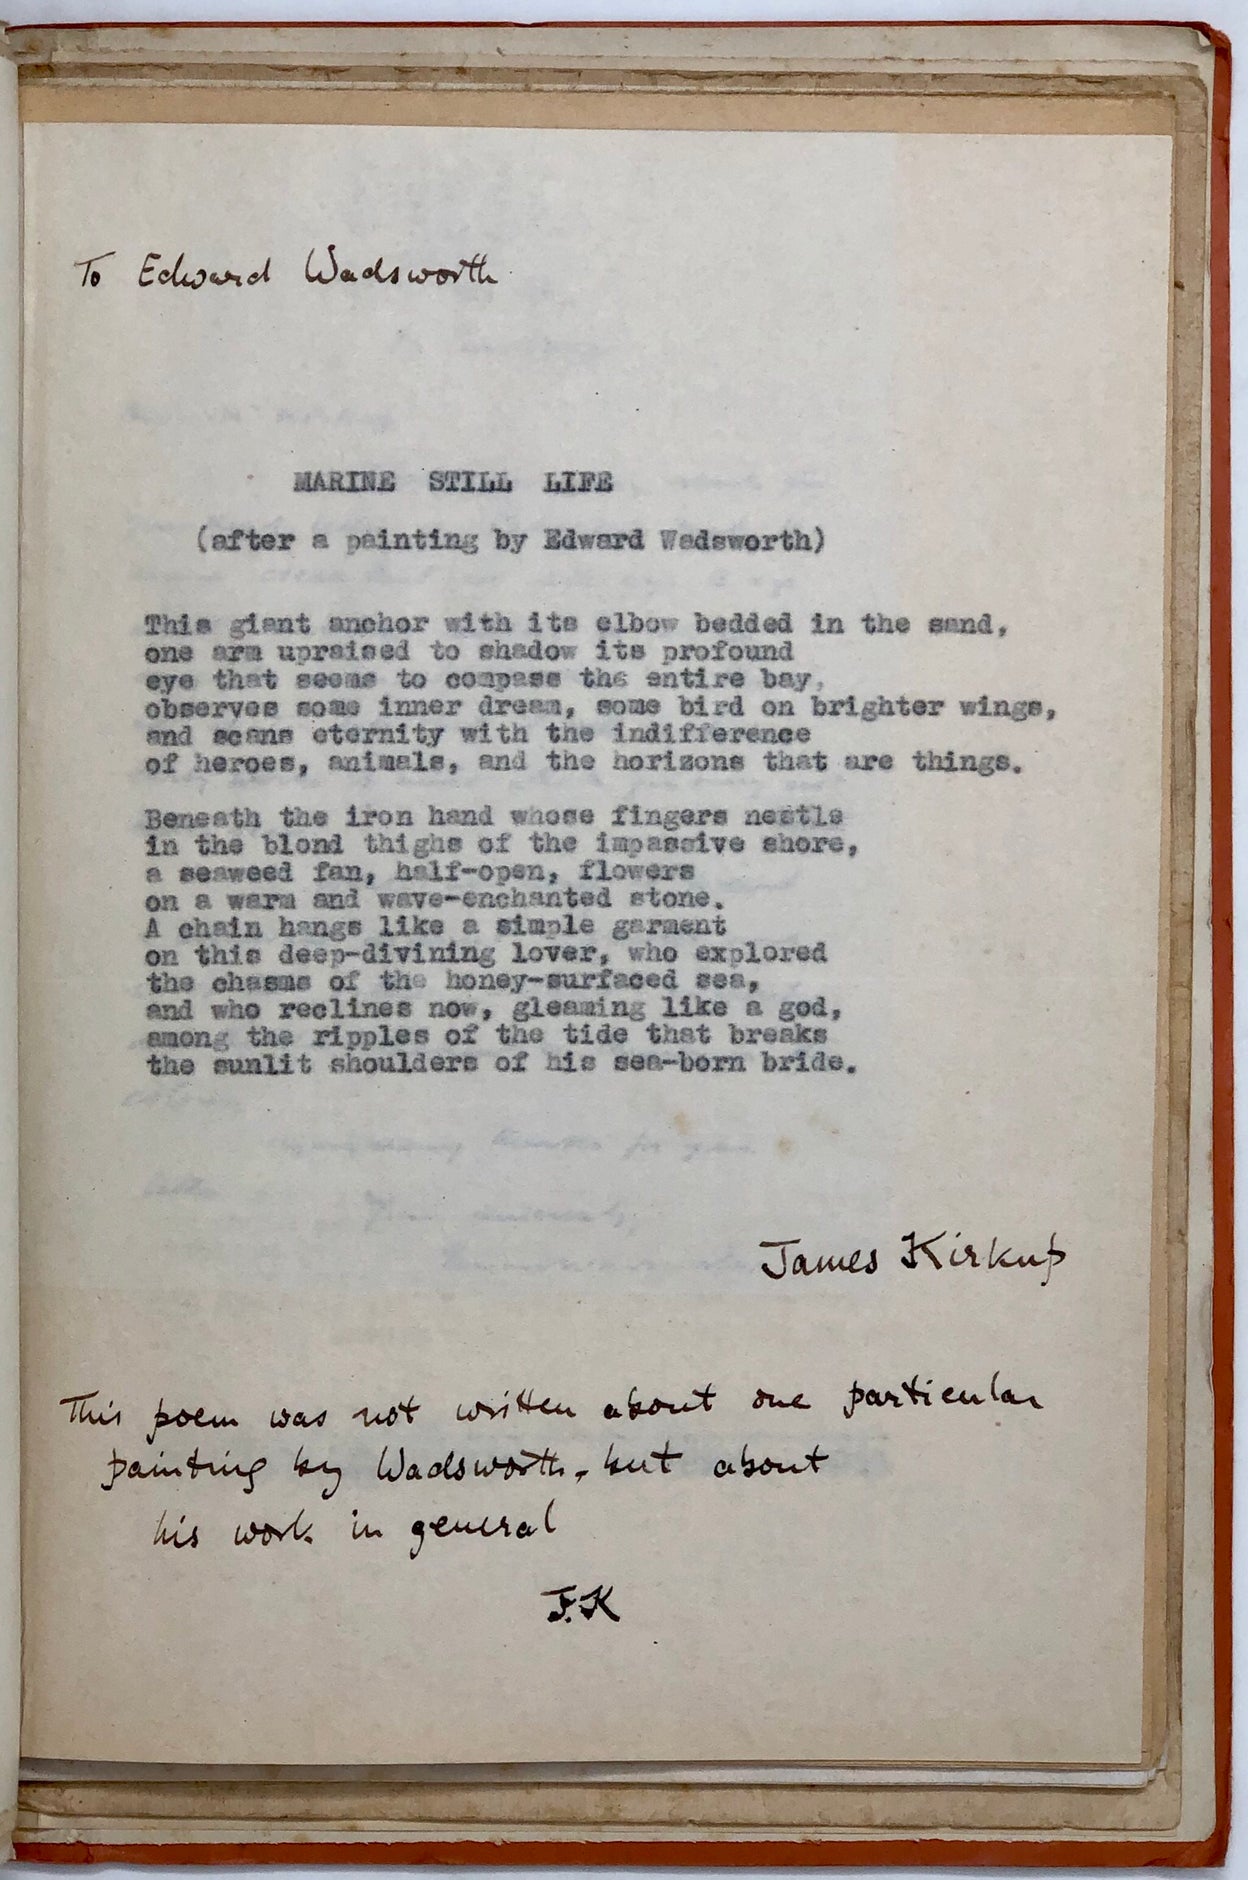 To Edward Wadsworth
MARINE STILL LIFE
(after a painting by Edward Wadsworth)
This giant anchor with its elbow bedded in the sand,
one arm upraised to shadow its profound
eye that seems to compass the entire bay,
observes some inner dream, some bird on brighter wings,
and scans eternity with the indifference
of heroes, animals, and the horizons that are things.
Beneath the iron hand whose fingers nestle
in the blond thighs of the impassive shore,
a seaweed fan, half-open, flowers
on a warm and wave-enchanted stone.
A chain hangs like a simple garment
on this deep-divining lover, who explored
the chasms of the honey-surfaced sea,
and who reclines now, gleaming like a god,
among the ripples of the tide that breaks
the sunlit shoulders of his sea-born bride.
James Kirkup
This poem was not written about one particular
painting by Wadsworth, but about
his work in general
J.K